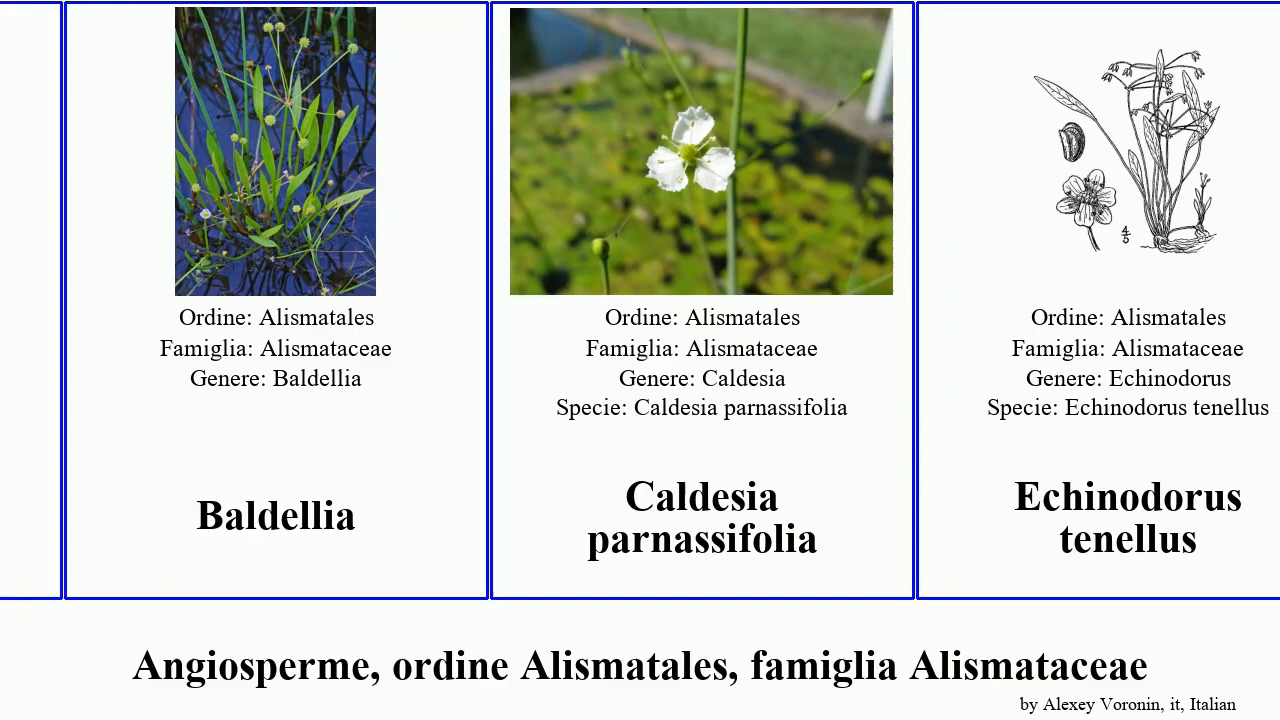 Ordine: Alismatales
Famiglia: Alismataceae
Genere: Baldellia
Baldellia
Ordine: Alismatales
Famiglia: Alismataceae
Genere: Caldesia
Specie: Caldesia parnassifolia
Caldesia
parnassifolia
4/5
Ordine: Alismatales
Famiglia: Alismataceae
Genere: Echinodorus
Specie: Echinodorus tenellus
Echinodorus
tenellus
Angiosperme, ordine Alismatales, famiglia Alismataceae
by Alexey Voronin, it, Italian